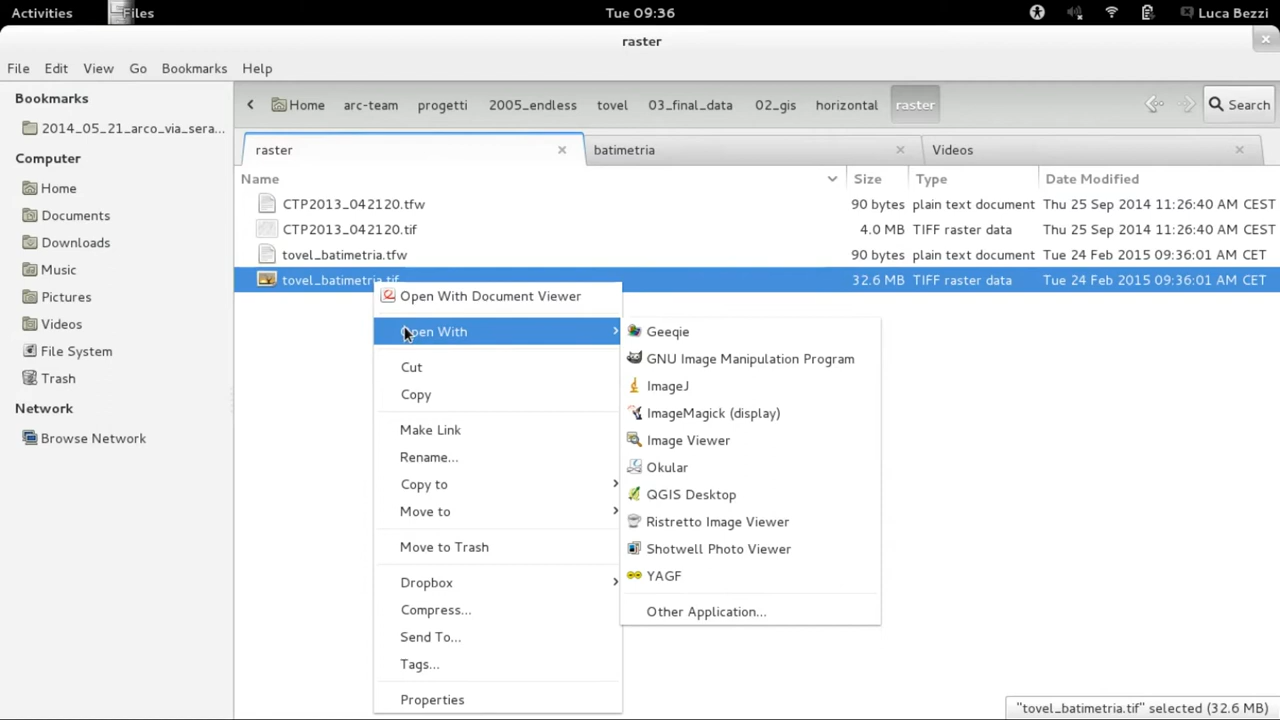 Activities Files Tue 09:36 Luca Bezzi
raster
File Edit View Go Bookmarks Help
Bookmarks
2014_05_21_arco_via_sera...
Computer
Home
Documents
Downloads
Music
Pictures
Videos
File System
Trash
Network
Browse Network
Home arc-team progetti 2005_endless tovel 03_final_data 02_gis horizontal raster Search
raster batimetria Videos
Name Size Type Date Modified
CTP2013_042120.tfw 90 bytes plain text document Thu 25 Sep 2014 11:26:40 AM CEST
CTP2013_042120.tif 4.0 MB TIFF raster data Thu 25 Sep 2014 11:26:40 AM CEST
tovel_batimetria.tfw 90 bytes plain text document Tue 24 Feb 2015 09:36:01 AM CET
tovel_batimetria.tif 32.6 MB TIFF raster data Tue 24 Feb 2015 09:36:01 AM CET
Open With Document Viewer
Open With
Cut
Copy
Make Link
Rename...
Copy to
Move to
Move to Trash
Dropbox
Compress...
Send To...
Tags...
Properties
Geeqie
GNU Image Manipulation Program
ImageJ
ImageMagick (display)
Image Viewer
Okular
QGIS Desktop
Ristretto Image Viewer
Shotwell Photo Viewer
YAGF
Other Application...
"tovel_batimetria.tif" selected (32.6 MB)